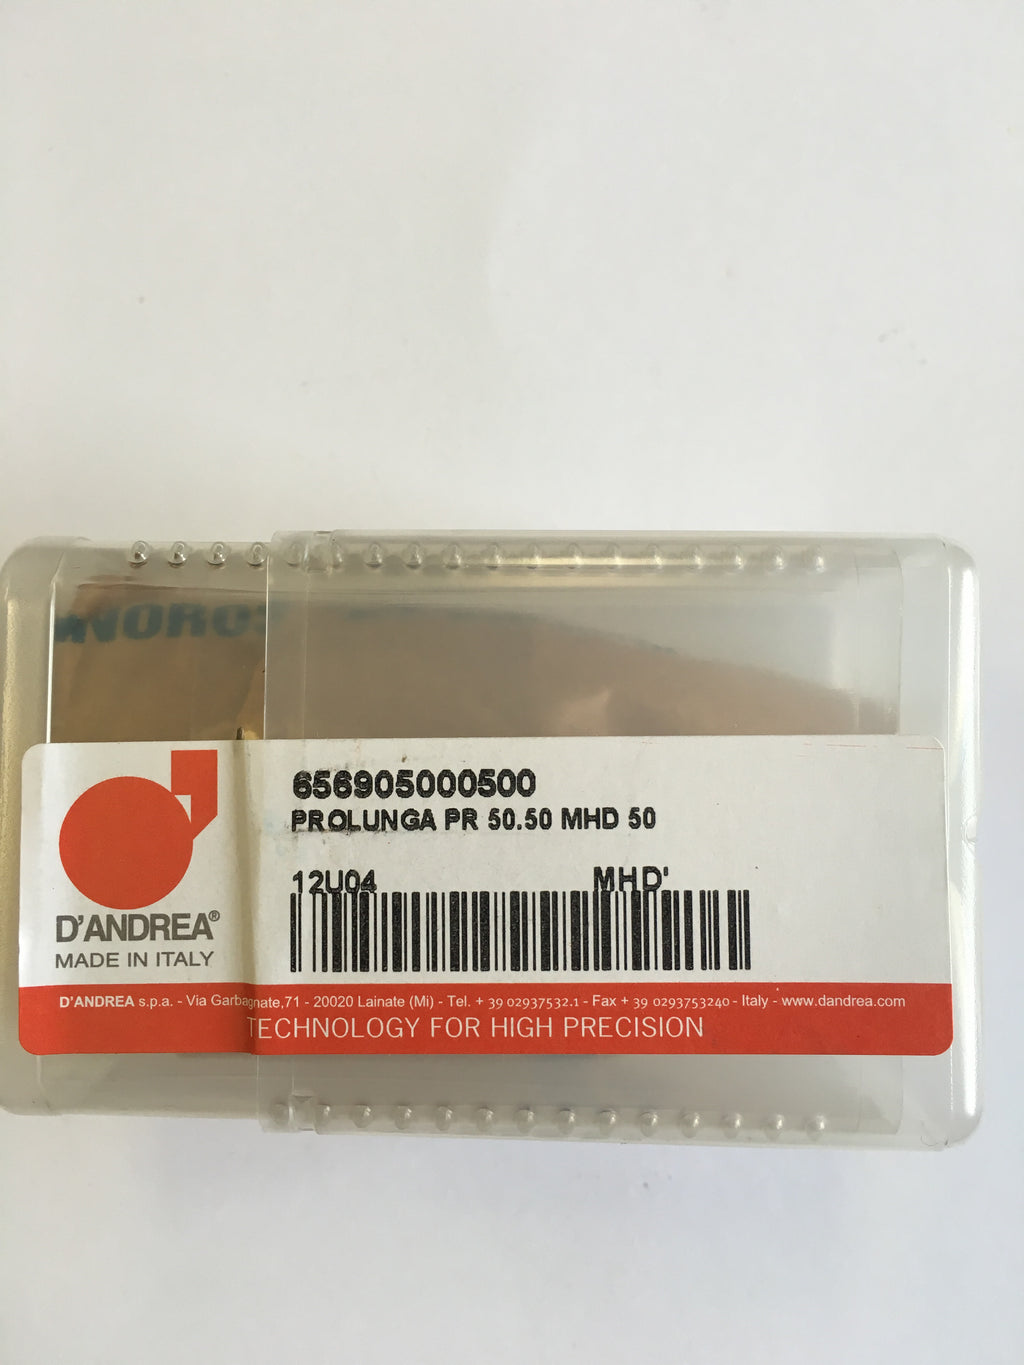 656905000500
PROLUNGA PR 50.50 MHD 50
12U04 MHD'
D'ANDREA®
MADE IN ITALY
D'ANDREA s.p.a. - Via Garbagnate,71 - 20020 Lainate (Mi) - Tel. + 39 02937532.1 - Fax + 39 0293753240 - Italy - www.dandrea.com
TECHNOLOGY FOR HIGH PRECISION